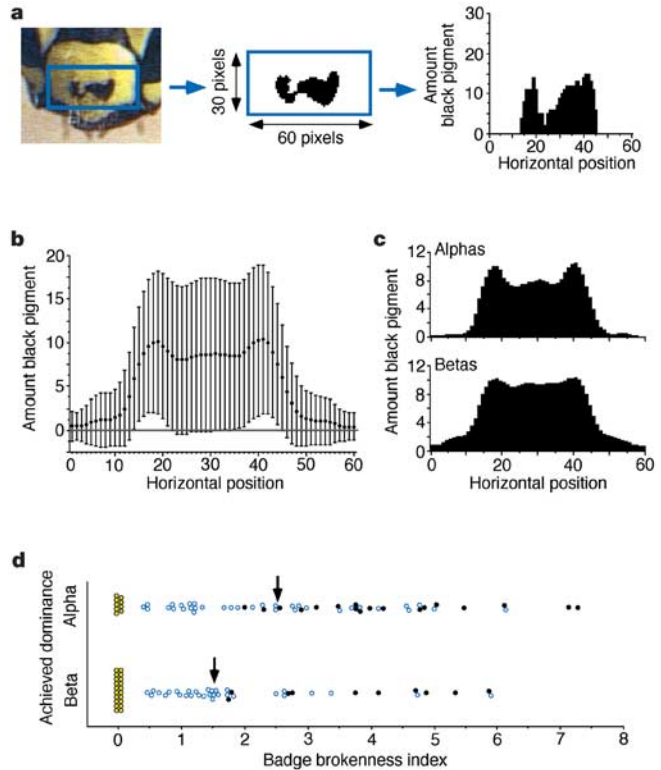 a
30 pixels
60 pixels
Amount
black pigment
30
25
20
15
10
5
0
0 20 40 60
Horizontal position
b
Amount black pigment
20
15
10
5
0
0 10 20 30 40 50 60
Horizontal position
c
Amount black pigment
Alphas
12
8
4
0
Betas
12
8
4
0
0 20 40 60
Horizontal position
d
Achieved dominance
Alpha
Beta
0 1 2 3 4 5 6 7 8
Badge brokenness index